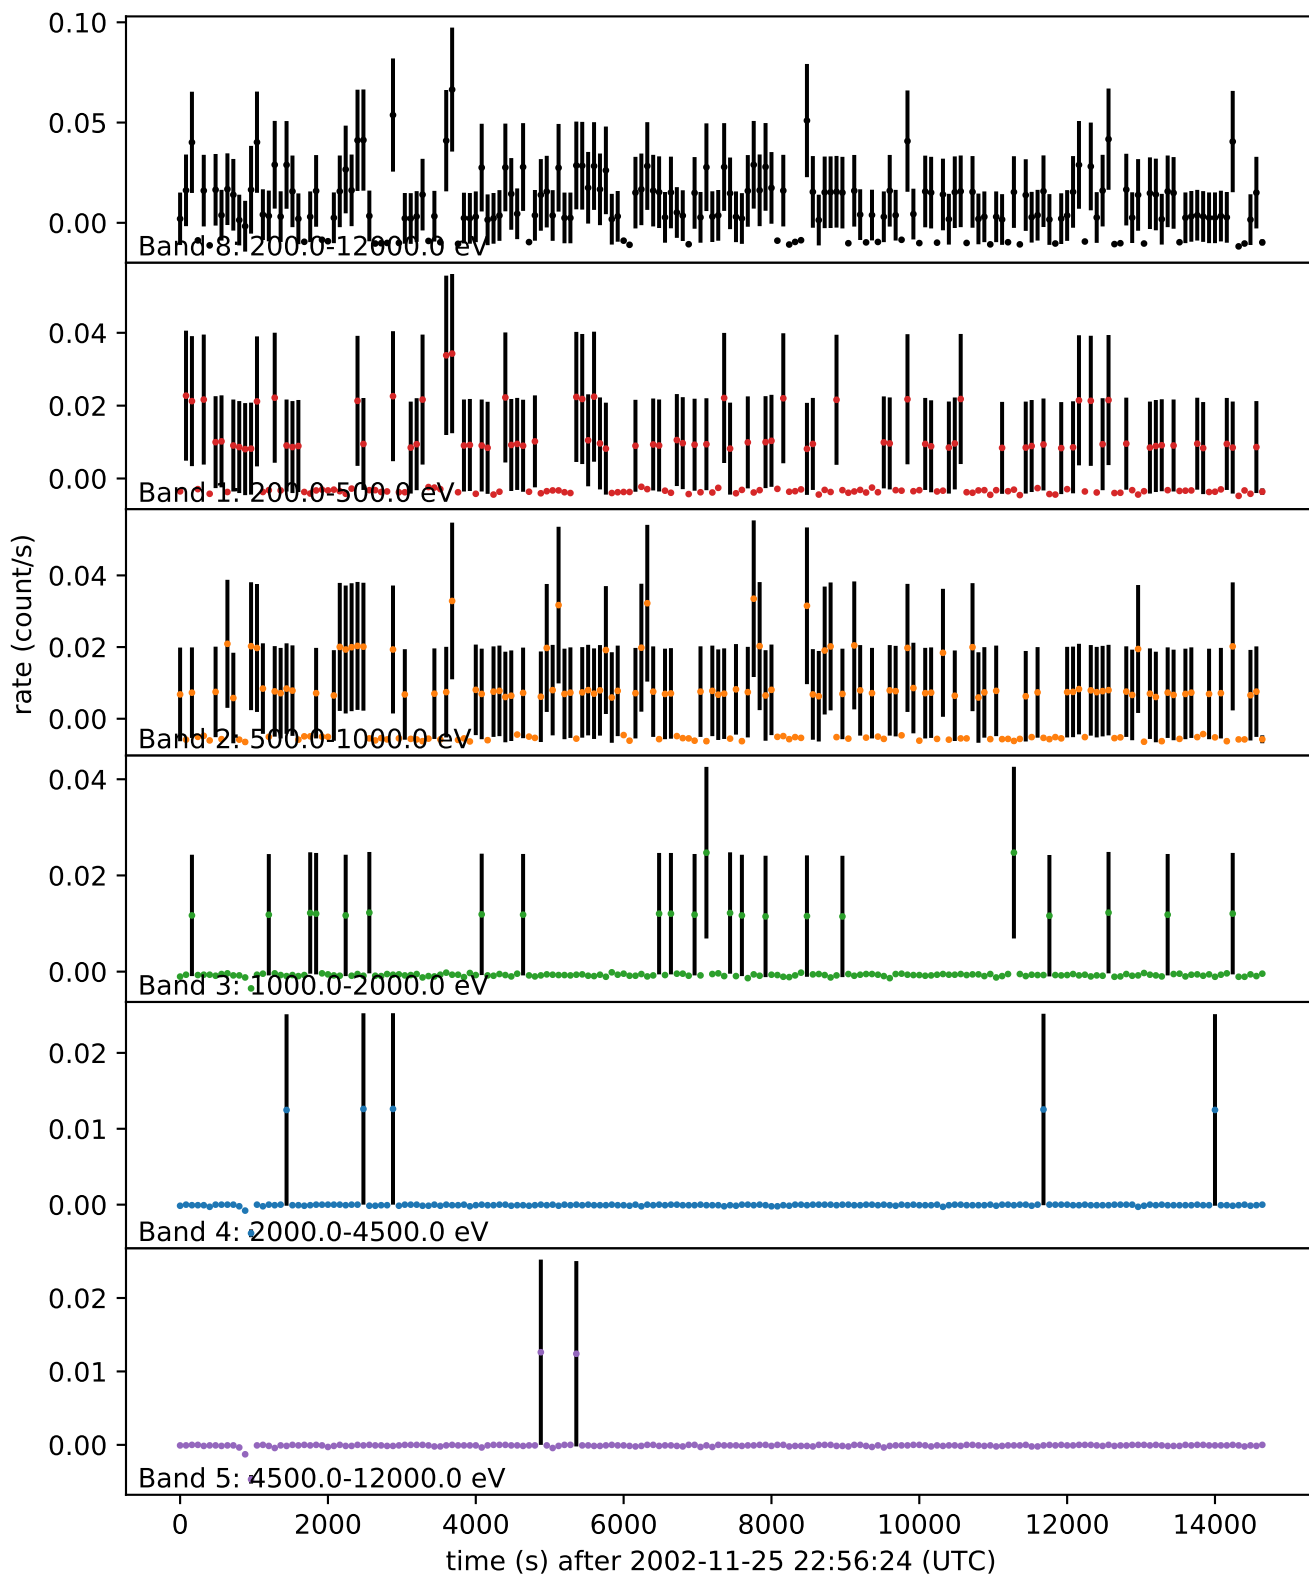 0.10
0.05
0.00
Band 8: 200.0-12000.0 eV
0.04
0.02
0.00
Band 1: 200.0-500.0 eV
rate (count/s)
0.04
0.02
0.00
Band 2: 500.0-1000.0 eV
0.04
0.02
0.00
Band 3: 1000.0-2000.0 eV
0.02
0.01
0.00
Band 4: 2000.0-4500.0 eV
0.02
0.01
0.00
Band 5: 4500.0-12000.0 eV
0 2000 4000 6000 8000 10000 12000 14000
time (s) after 2002-11-25 22:56:24 (UTC)